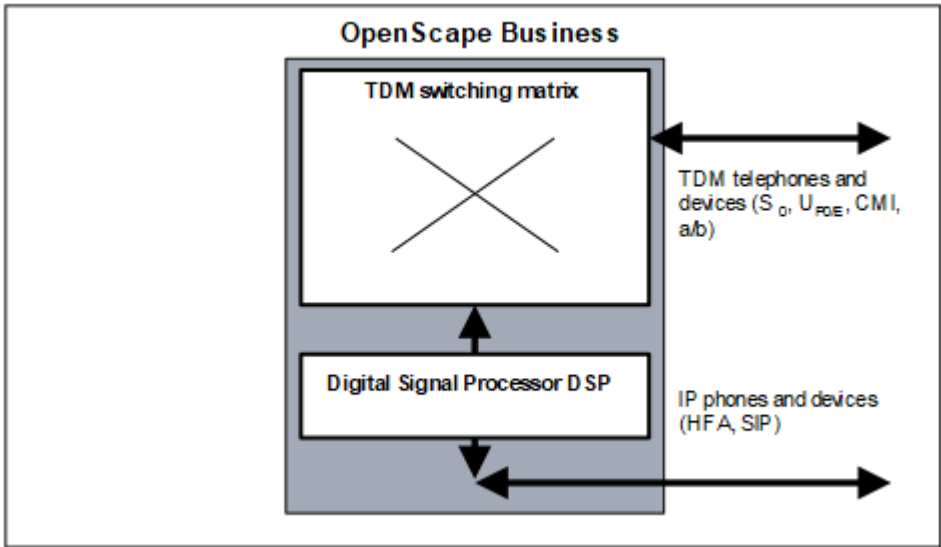 OpenScape Business
TDM switching matrix
TDM telephones and
devices (S₀, U_P0/E, CMI,
a/b)
Digital Signal Processor DSP
IP phones and devices
(HFA, SIP)